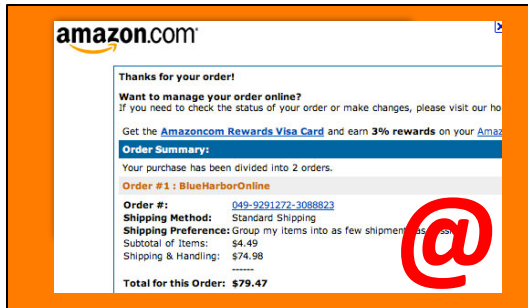 amazon.com
Thanks for your order!
Want to manage your order online?
If you need to check the status of your order or make changes, please visit our
Get the Amazoncom Rewards Visa Card and earn 3% rewards on your
Order Summary:
Your purchase has been divided into 2 orders.
Order #1 : BlueHarborOnline
Order #: 049-9291272-3088823
Shipping Method: Standard Shipping
Shipping Preference: Group my items into as few shipments as
Subtotal of Items: $4.49
Shipping & Handling: $74.98
------
Total for this Order: $79.47
@